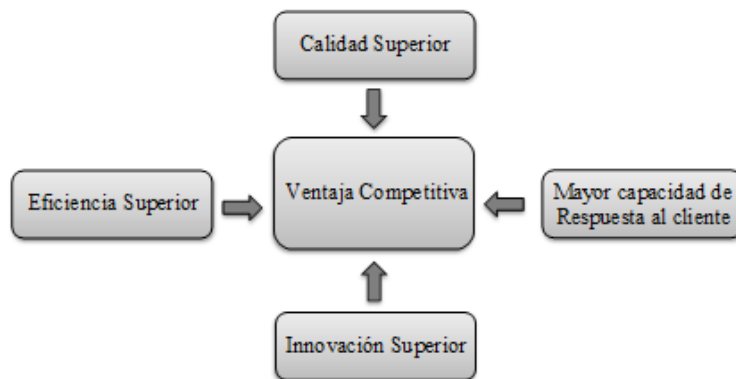 Calidad Superior
Eficiencia Superior
Ventaja Competitiva
Mayor capacidad de
Respuesta al cliente
Innovación Superior